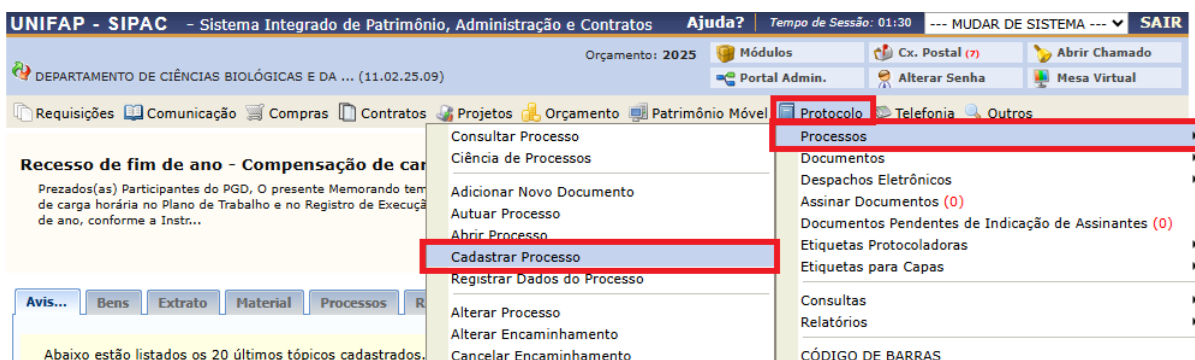 UNIFAP - SIPAC - Sistema Integrado de Patrimônio, Administração e Contratos Ajuda? Tempo de Sessão: 01:30 --- MUDAR DE SISTEMA --- SAIR
Orçamento: 2025 Módulos Cx. Postal (7) Abrir Chamado
DEPARTAMENTO DE CIÊNCIAS BIOLÓGICAS E DA ... (11.02.25.09) Portal Admin. Alterar Senha Mesa Virtual
Requisições Comunicação Compras Contratos Projetos Orçamento Patrimônio Móvel Protocolo Telefonia Outros
Recesso de fim de ano - Compensação de car
Prezados(as) Participantes do PGD, O presente Memorando tem
de carga horária no Plano de Trabalho e no Registro de Execuçã
de ano, conforme a Instr...
Avis... Bens Extrato Material Processos R
Abaixo estão listados os 20 últimos tópicos cadastrados.
Consultar Processo
Ciência de Processos
Adicionar Novo Documento
Autuar Processo
Abrir Processo
Cadastrar Processo
Registrar Dados do Processo
Alterar Processo
Alterar Encaminhamento
Cancelar Encaminhamento
Processos
Documentos
Despachos Eletrônicos
Assinar Documentos (0)
Documentos Pendentes de Indicação de Assinantes (0)
Etiquetas Protocoladoras
Etiquetas para Capas
Consultas
Relatórios
CÓDIGO DE BARRAS